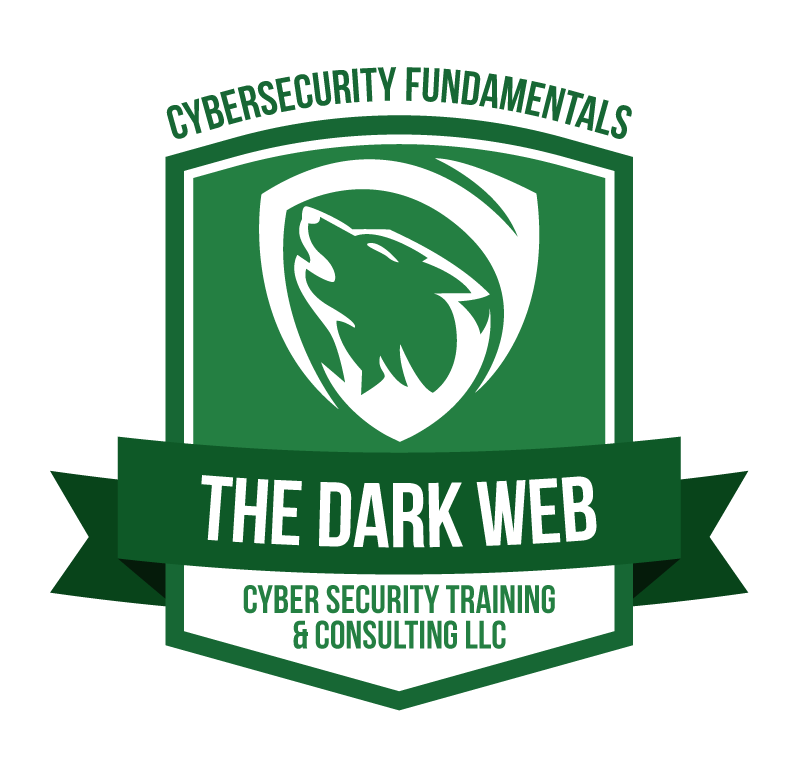 CYBERSECURITY FUNDAMENTALS
THE DARK WEB
CYBER SECURITY TRAINING
& CONSULTING LLC